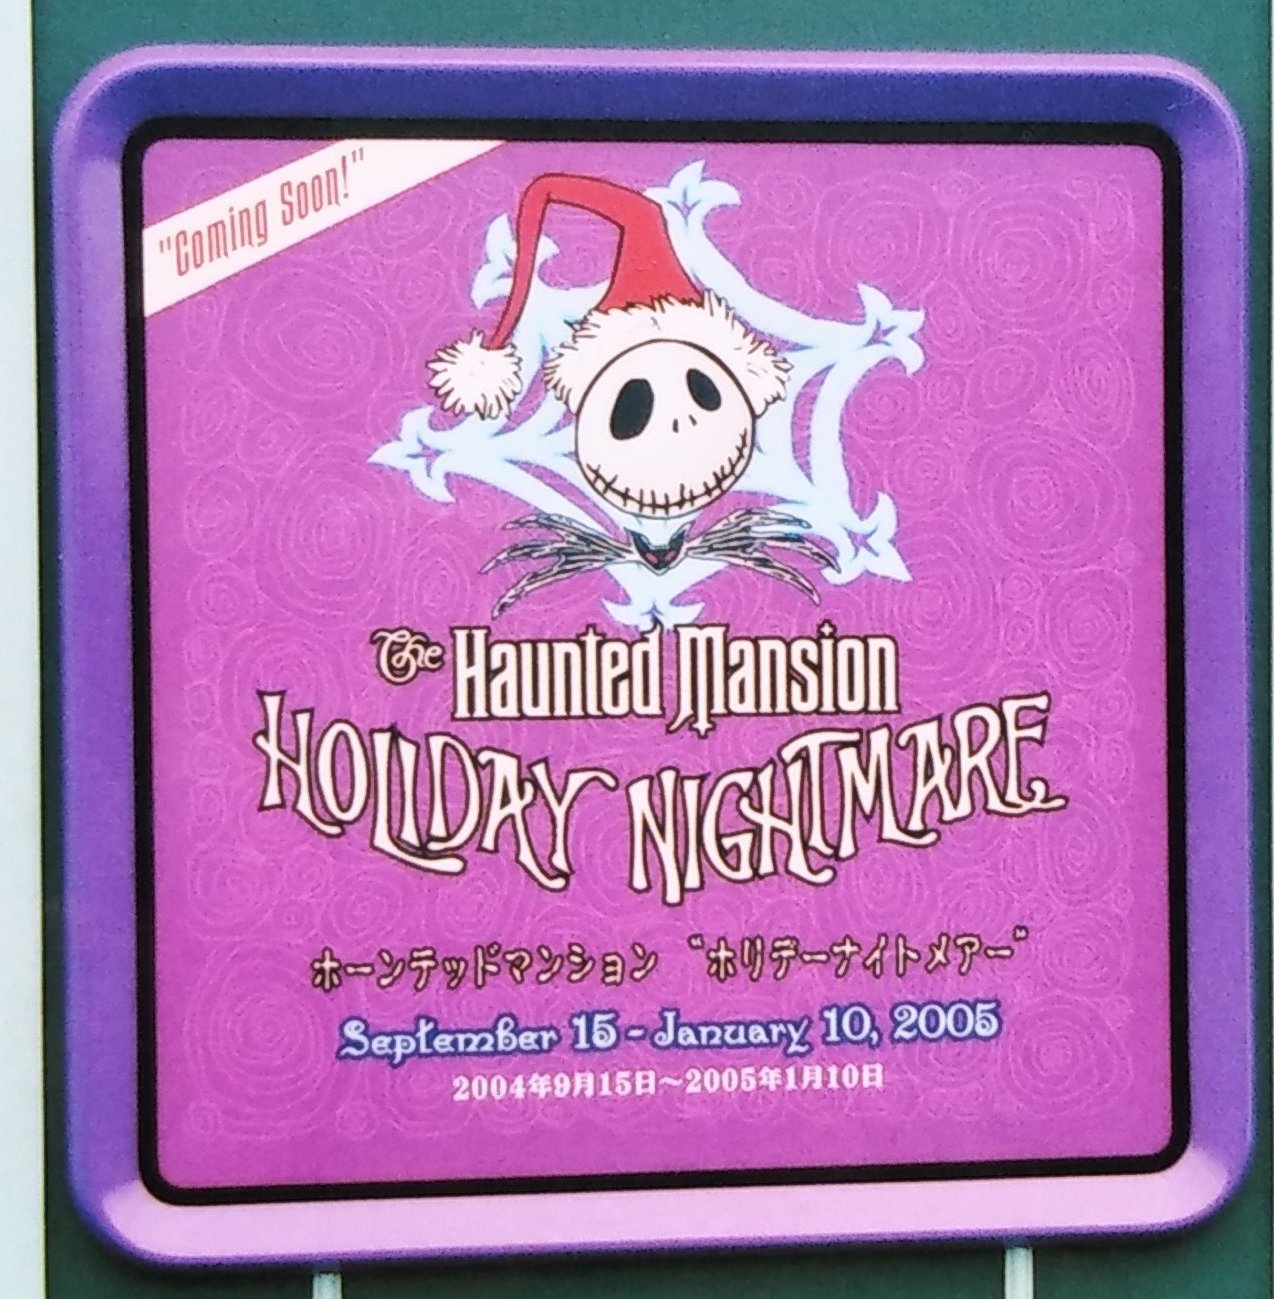 "Coming Soon!"
The Haunted Mansion
HOLIDAY NIGHTMARE
ホーンテッドマンション "ホリデーナイトメアー"
September 15 - January 10, 2005
2004年9月15日～2005年1月10日